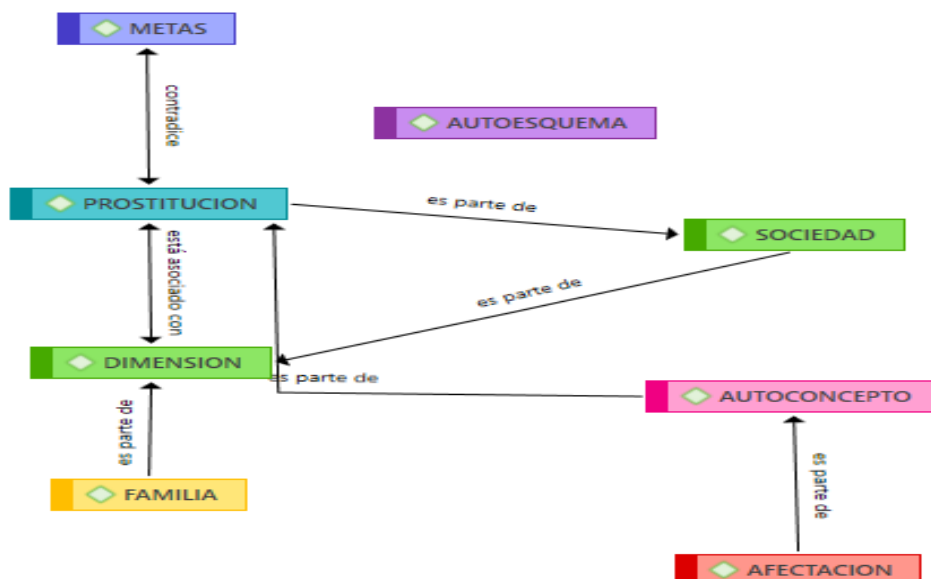 METAS
contradice
AUTOESQUEMA
PROSTITUCION
es parte de
SOCIEDAD
está asociado con
es parte de
DIMENSION
es parte de
AUTOCONCEPTO
es parte de
FAMILIA
es parte de
AFECTACION